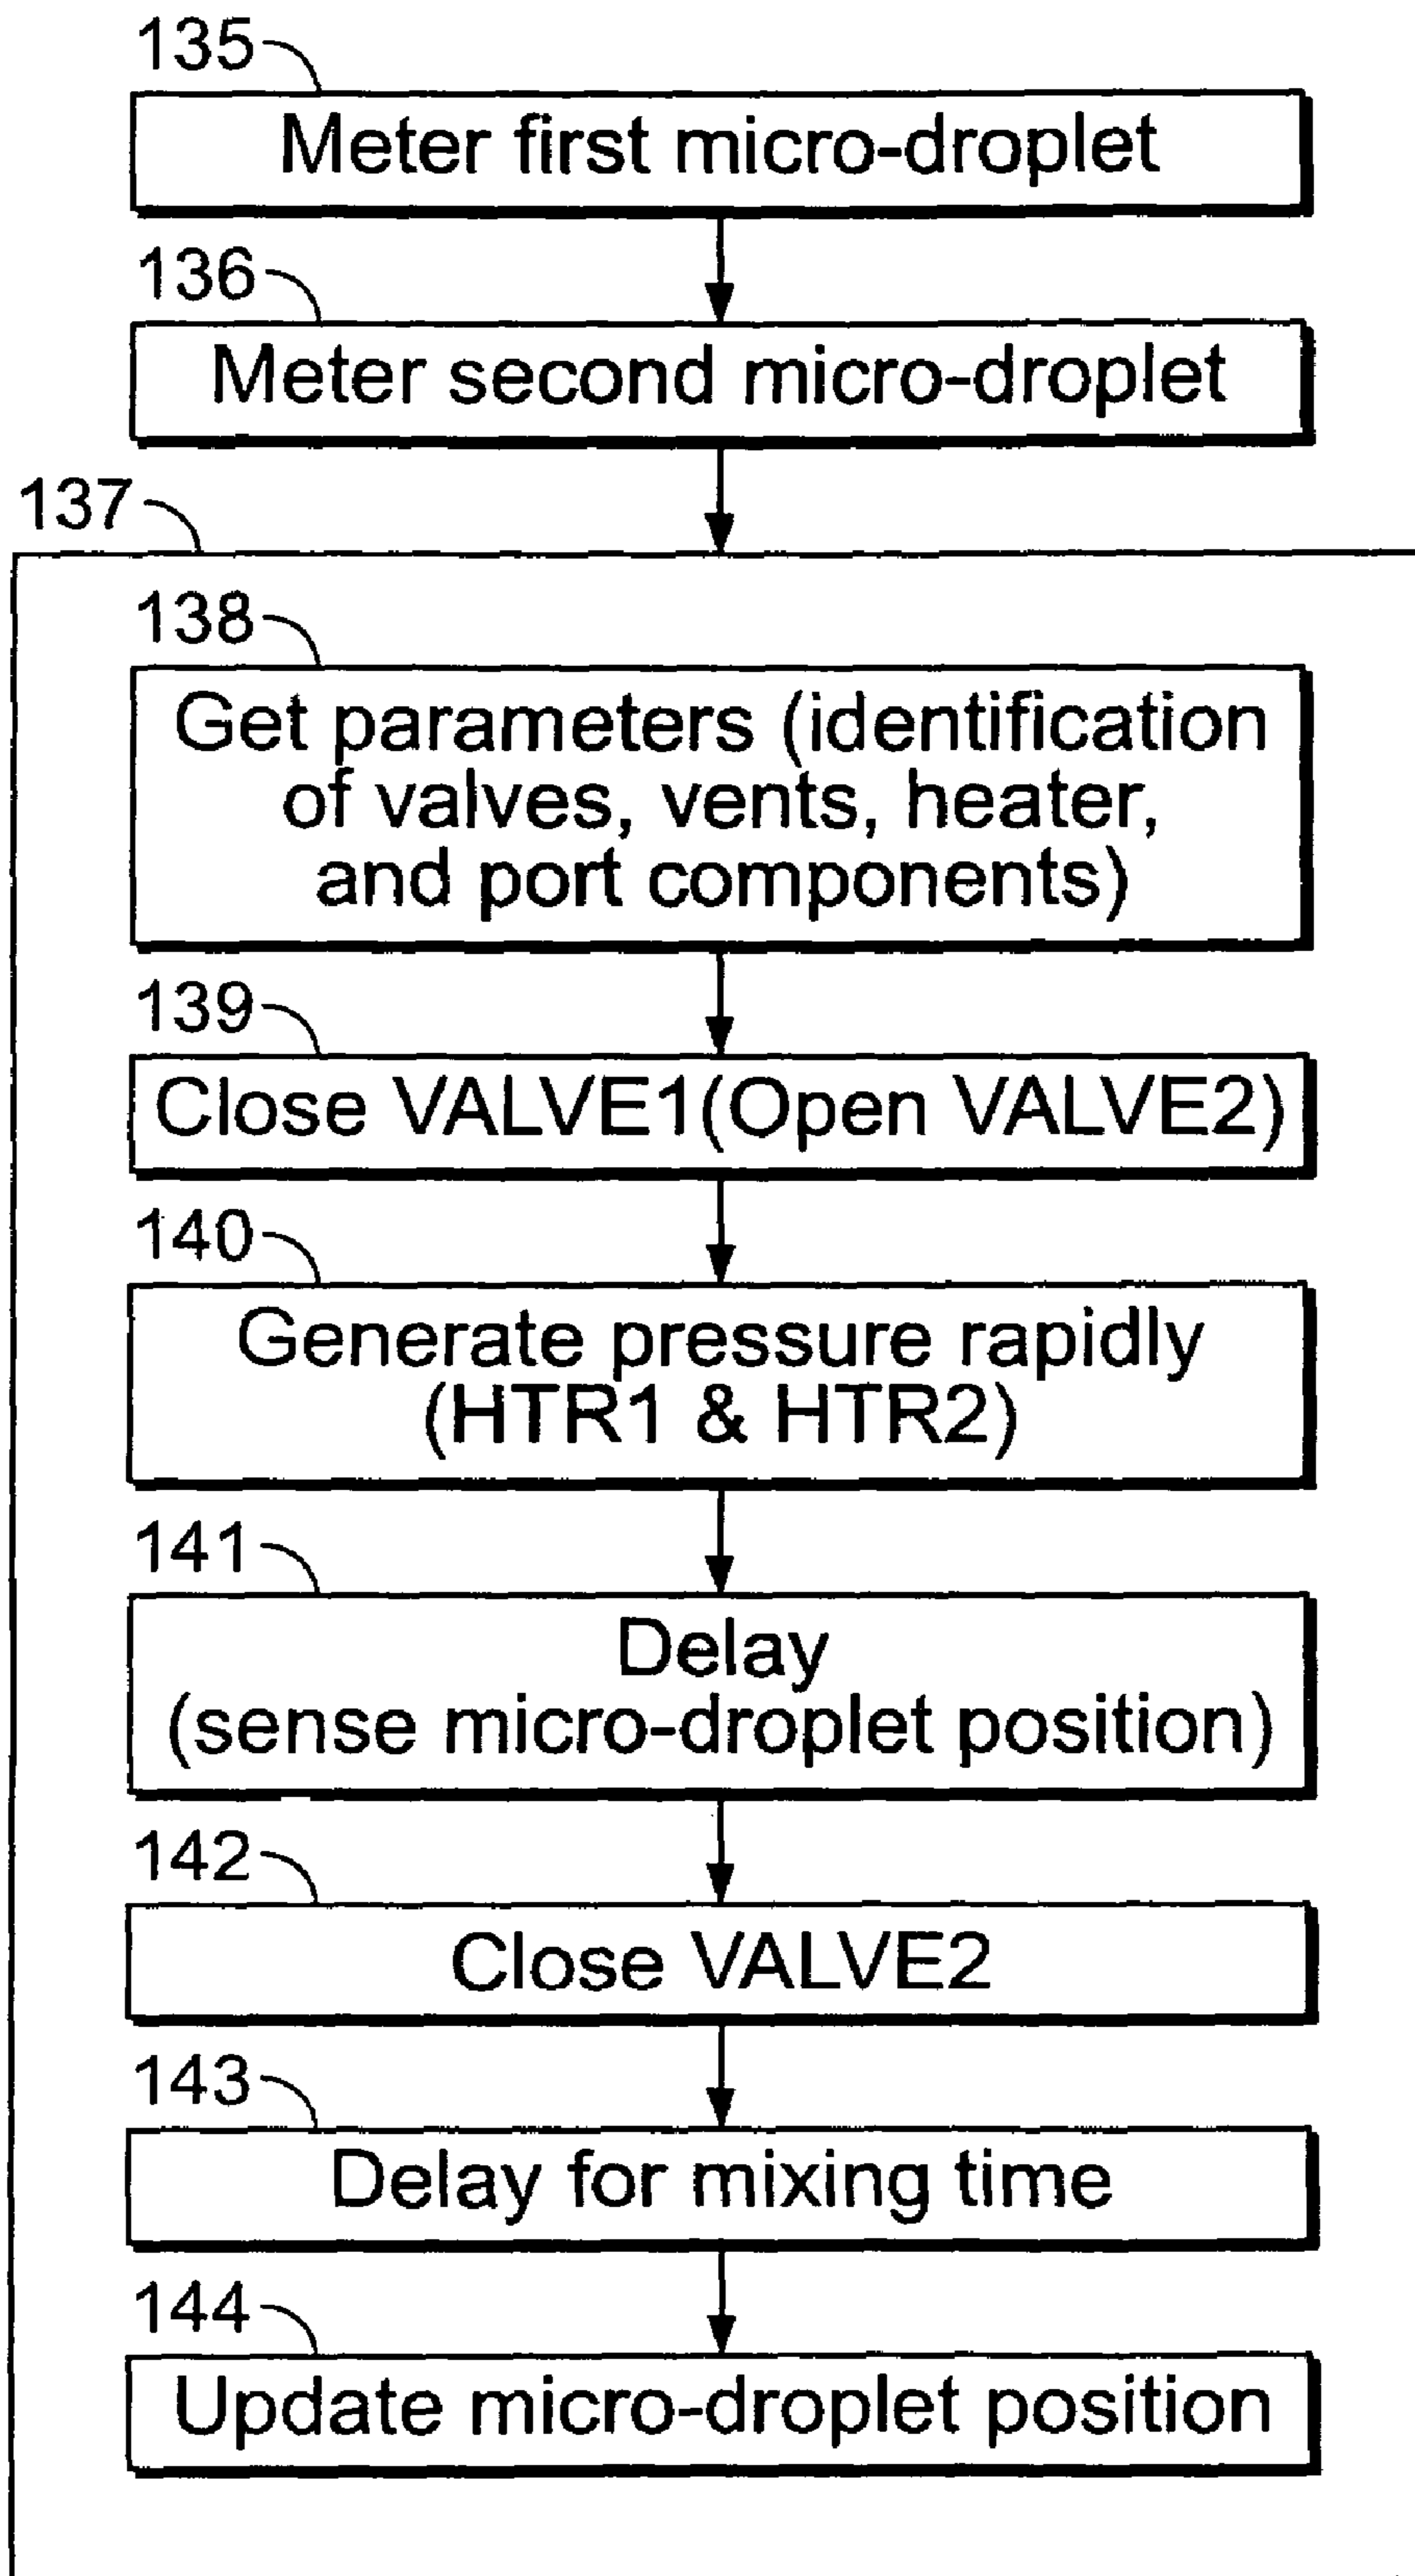 135
Meter first micro-droplet
136
Meter second micro-droplet
137
138
Get parameters (identification
of valves, vents, heater,
and port components)
139
Close VALVE1(Open VALVE2)
140
Generate pressure rapidly
(HTR1 & HTR2)
141
Delay
(sense micro-droplet position)
142
Close VALVE2
143
Delay for mixing time
144
Update micro-droplet position